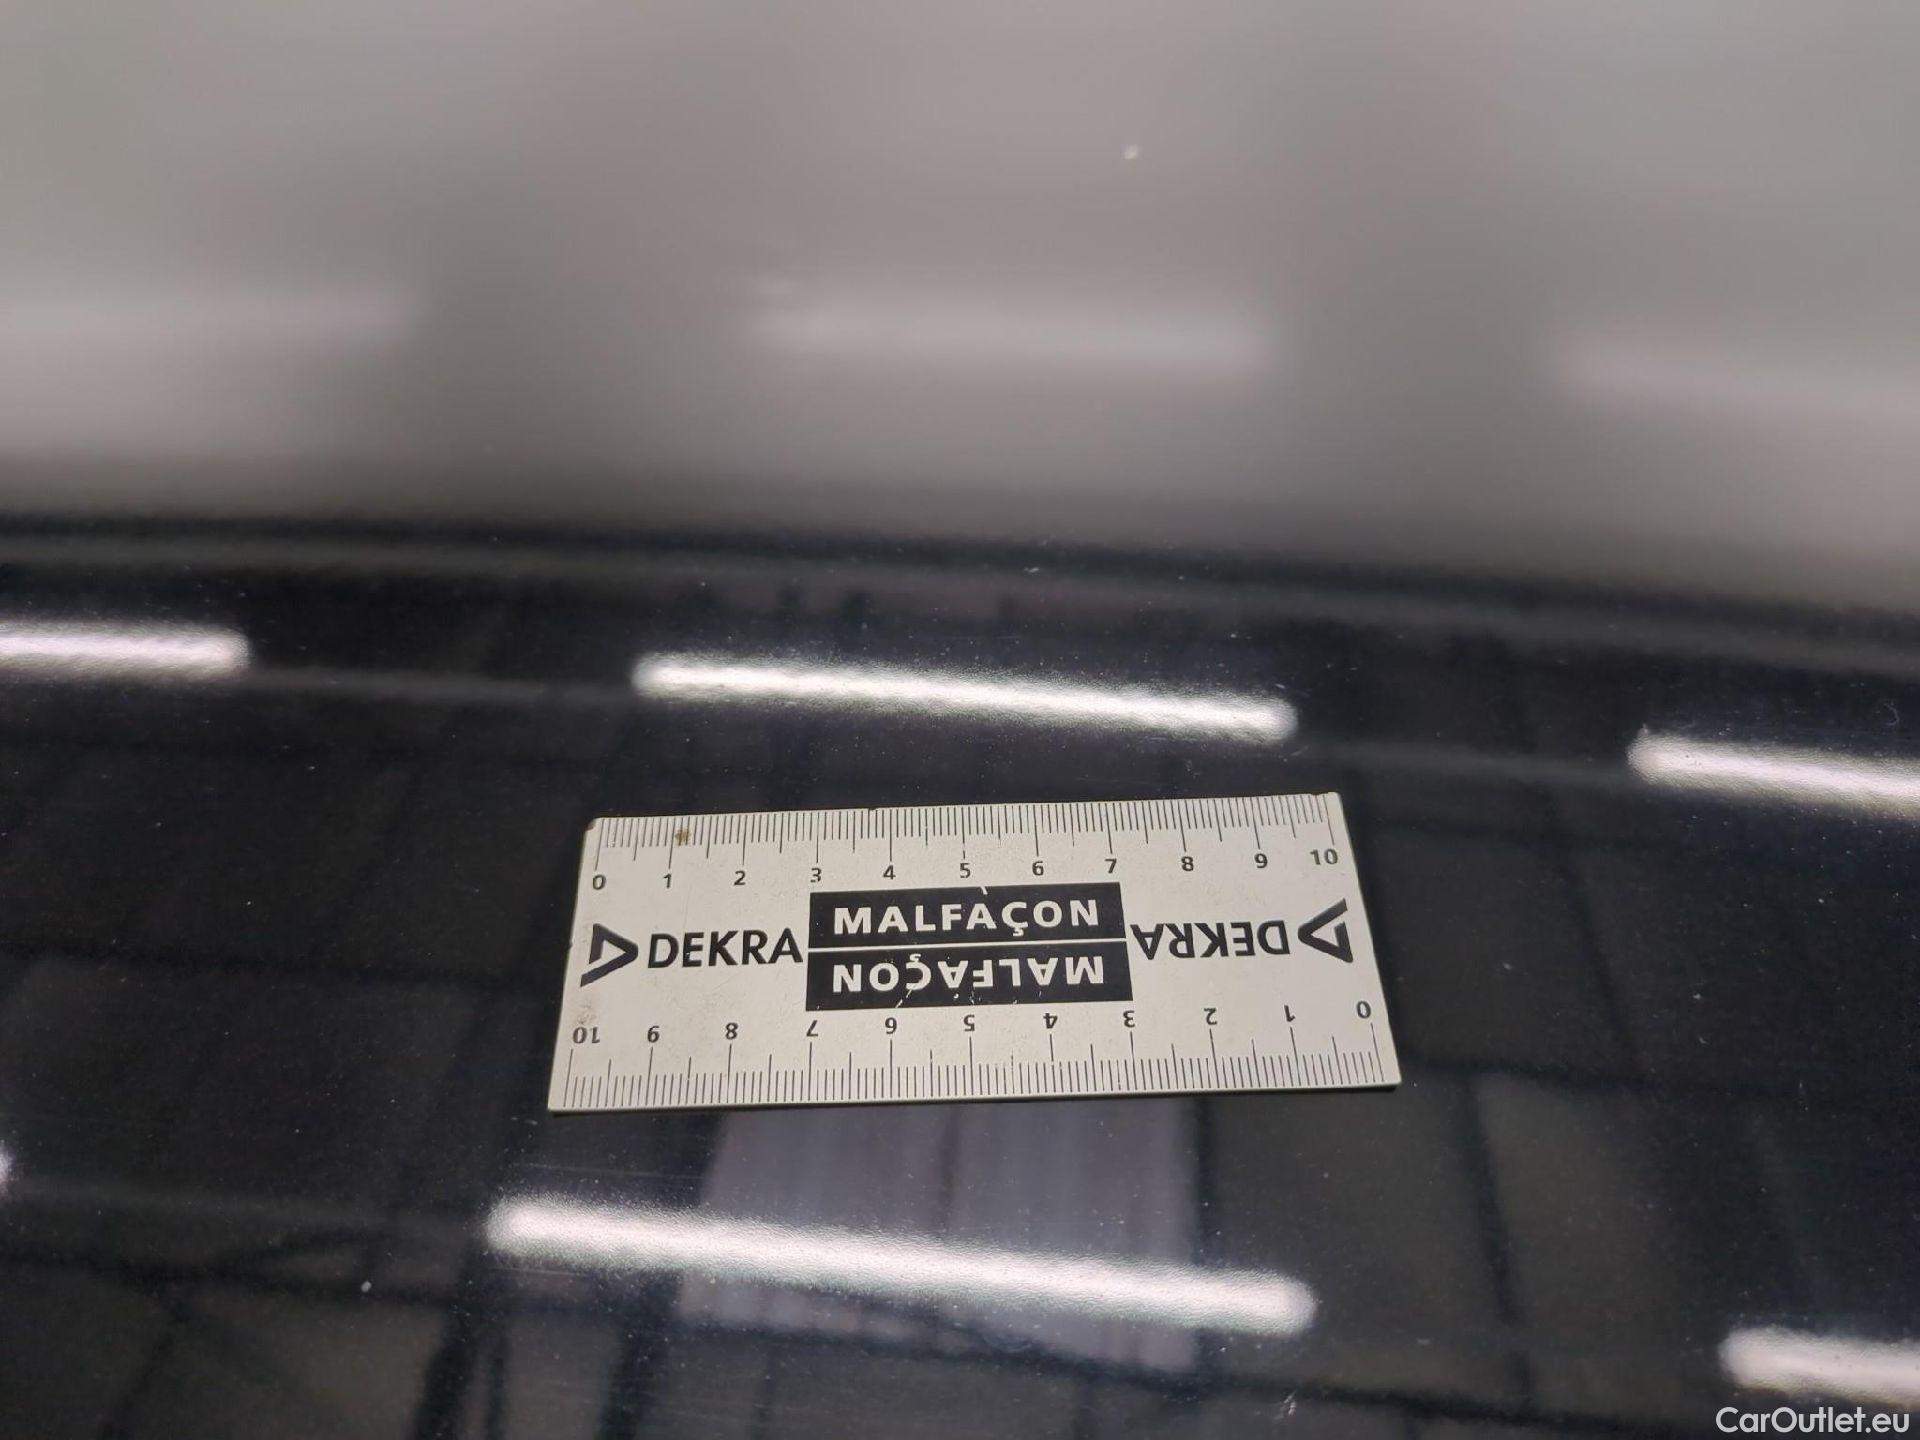 0 1 2 3 4 5 6 7 8 9 10
DEKRA MALFAÇON DEKRA
MALFAÇON
10 9 8 7 6 5 4 3 2 1 0
CarOutlet.eu